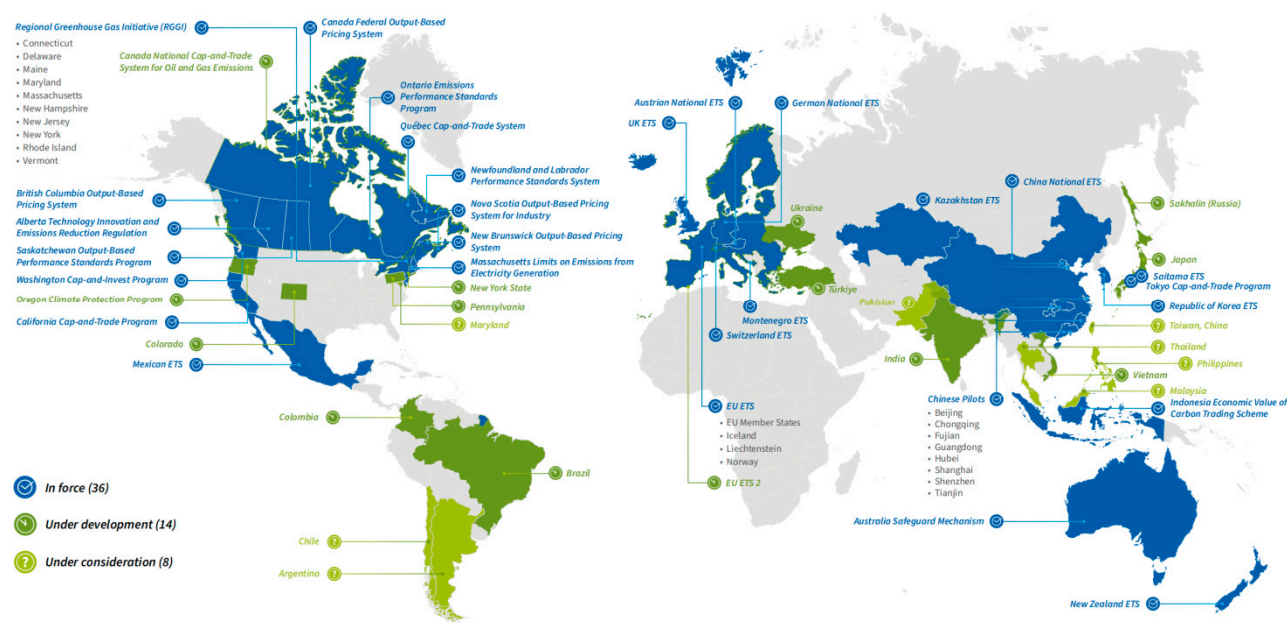 Regional Greenhouse Gas Initiative (RGGI)
• Connecticut
• Delaware
• Maine
• Maryland
• Massachusetts
• New Hampshire
• New Jersey
• New York
• Rhode Island
• Vermont
Canada Federal Output-Based
Pricing System
Canada National Cap-and-Trade
System for Oil and Gas Emissions
Ontario Emissions
Performance Standards
Program
Québec Cap-and-Trade System
Newfoundland and Labrador
Performance Standards System
Nova Scotia Output-Based Pricing
System for Industry
New Brunswick Output-Based Pricing
System
Massachusetts Limits on Emissions from
Electricity Generation
New York State
Pennsylvania
Maryland
British Columbia Output-Based
Pricing System
Alberta Technology Innovation and
Emissions Reduction Regulation
Saskatchewan Output-Based
Performance Standards Program
Washington Cap-and-Invest Program
Oregon Climate Protection Program
California Cap-and-Trade Program
Colorado
Mexican ETS
Colombia
Brazil
Chile
Argentina
In force (36)
Under development (14)
Under consideration (8)
Austrian National ETS
German National ETS
UK ETS
Ukraine
Türkiye
Montenegro ETS
Switzerland ETS
EU ETS
• EU Member States
• Iceland
• Liechtenstein
• Norway
EU ETS 2
Kazakhstan ETS
China National ETS
Sakhalin (Russia)
Japan
Saitama ETS
Tokyo Cap-and-Trade Program
Republic of Korea ETS
Pakistan
India
Taiwan, China
Thailand
Philippines
Vietnam
Malaysia
Indonesia Economic Value of
Carbon Trading Scheme
Chinese Pilots
• Beijing
• Chongqing
• Fujian
• Guangdong
• Hubei
• Shanghai
• Shenzhen
• Tianjin
Australia Safeguard Mechanism
New Zealand ETS